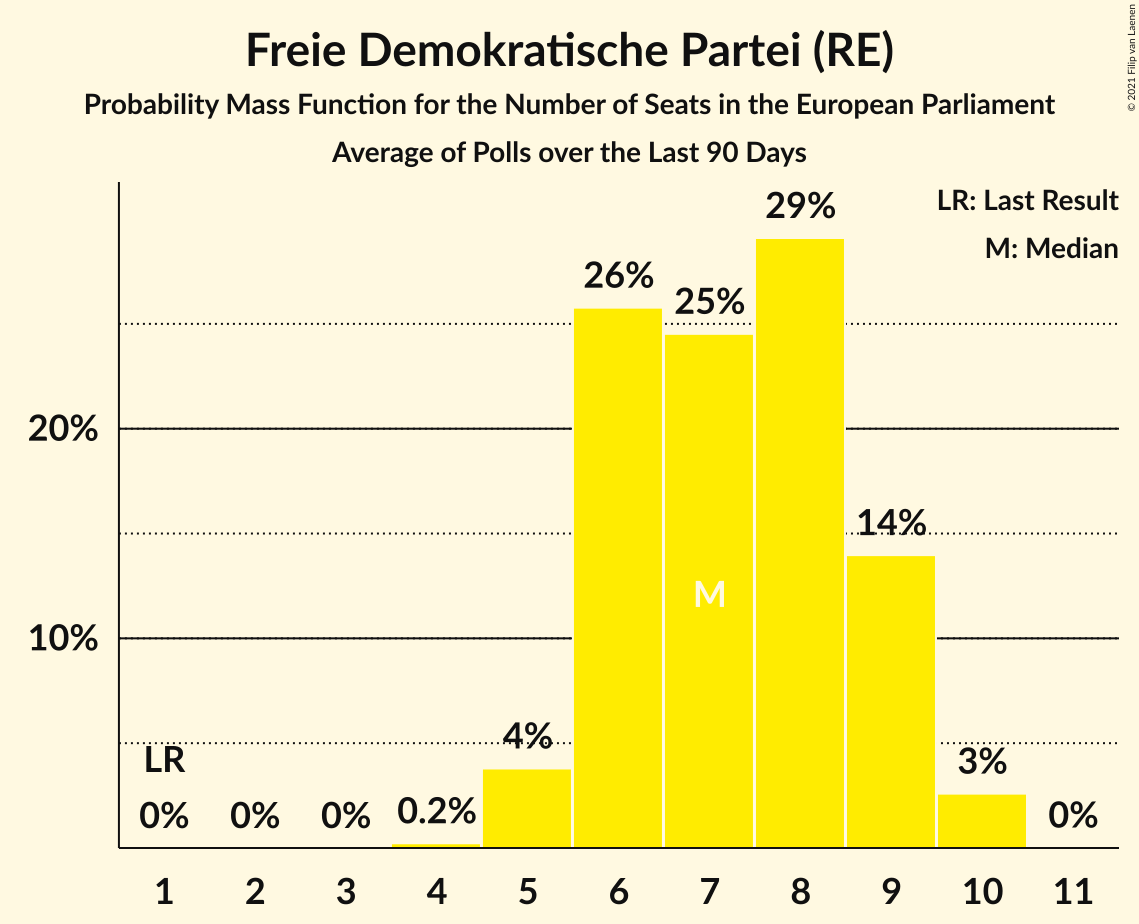 Freie Demokratische Partei (RE)
Probability Mass Function for the Number of Seats in the European Parliament
Average of Polls over the Last 90 Days
© 2021 Filip van Laenen
LR: Last Result
M: Median
29%
26%
25%
20%
14%
M
10%
4%
LR
3%
0% 0% 0% 0.2% 0%
1 2 3 4 5 6 7 8 9 10 11